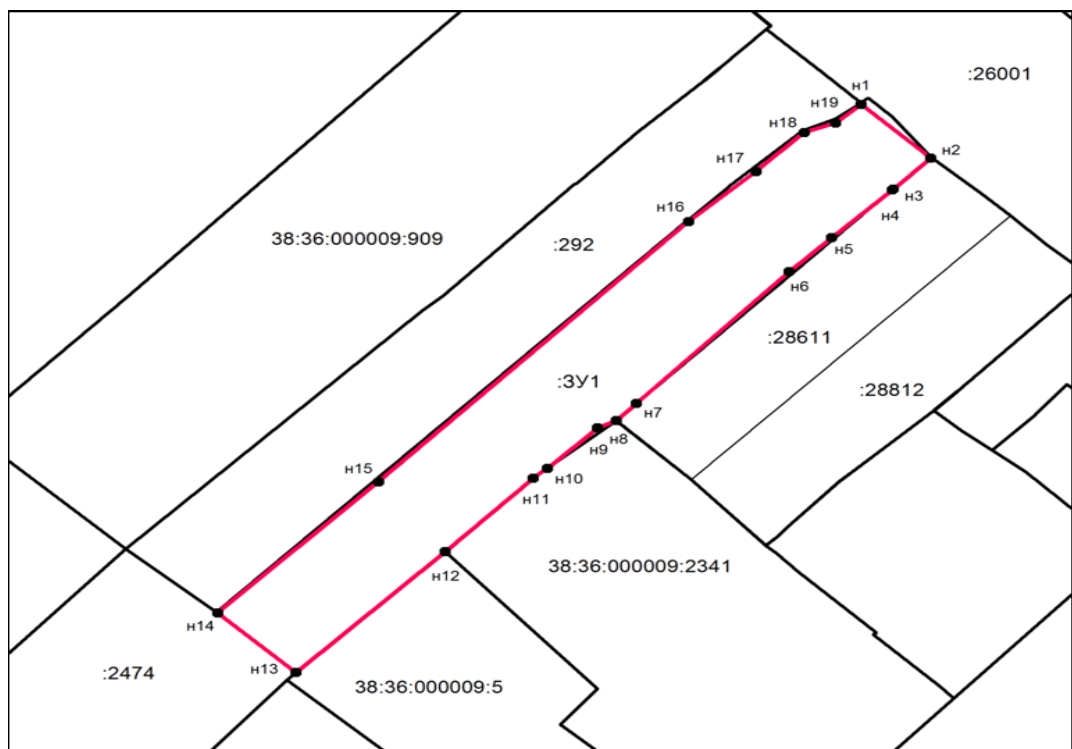 :26001
н1
н19
н18
н2
н17
н3
н4
н16
н5
38:36:000009:909
:292
н6
:28611
:ЗУ1
:28812
н7
н8
н9
н15
н10
н11
н12
38:36:000009:2341
н14
н13
:2474
38:36:000009:5